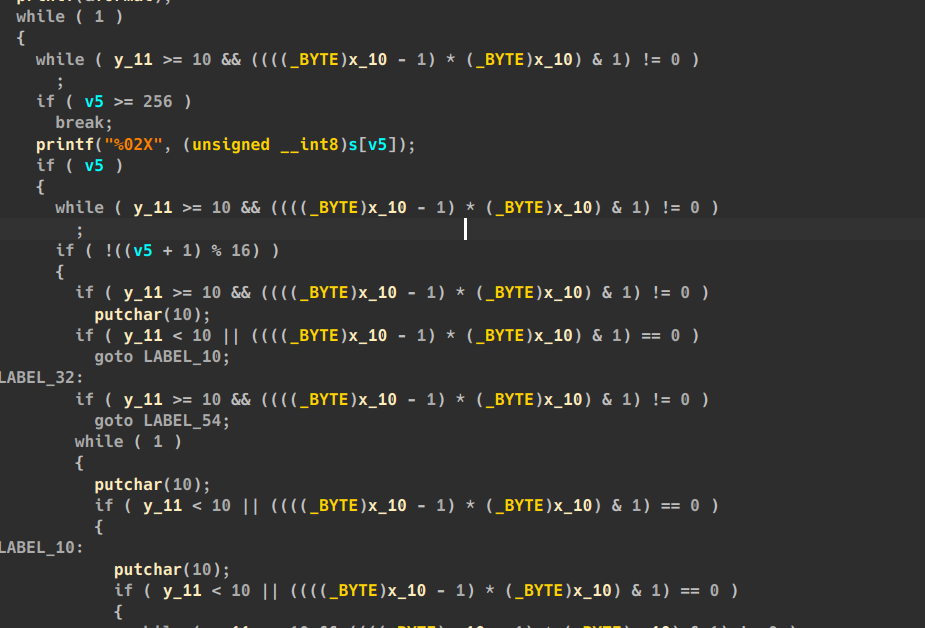 while ( 1 )
{
while ( y_11 >= 10 && ((((_BYTE)x_10 - 1) * (_BYTE)x_10) & 1) != 0 )
;
if ( v5 >= 256 )
break;
printf("%02X", (unsigned __int8)s[v5]);
if ( v5 )
{
while ( y_11 >= 10 && ((((_BYTE)x_10 - 1) * (_BYTE)x_10) & 1) != 0 )
;
if ( !((v5 + 1) % 16) )
{
if ( y_11 >= 10 && ((((_BYTE)x_10 - 1) * (_BYTE)x_10) & 1) != 0 )
putchar(10);
if ( y_11 < 10 || ((((_BYTE)x_10 - 1) * (_BYTE)x_10) & 1) == 0 )
goto LABEL_10;
LABEL_32:
if ( y_11 >= 10 && ((((_BYTE)x_10 - 1) * (_BYTE)x_10) & 1) != 0 )
goto LABEL_54;
while ( 1 )
{
putchar(10);
if ( y_11 < 10 || ((((_BYTE)x_10 - 1) * (_BYTE)x_10) & 1) == 0 )
{
LABEL_10:
putchar(10);
if ( y_11 < 10 || ((((_BYTE)x_10 - 1) * (_BYTE)x_10) & 1) == 0 )
{